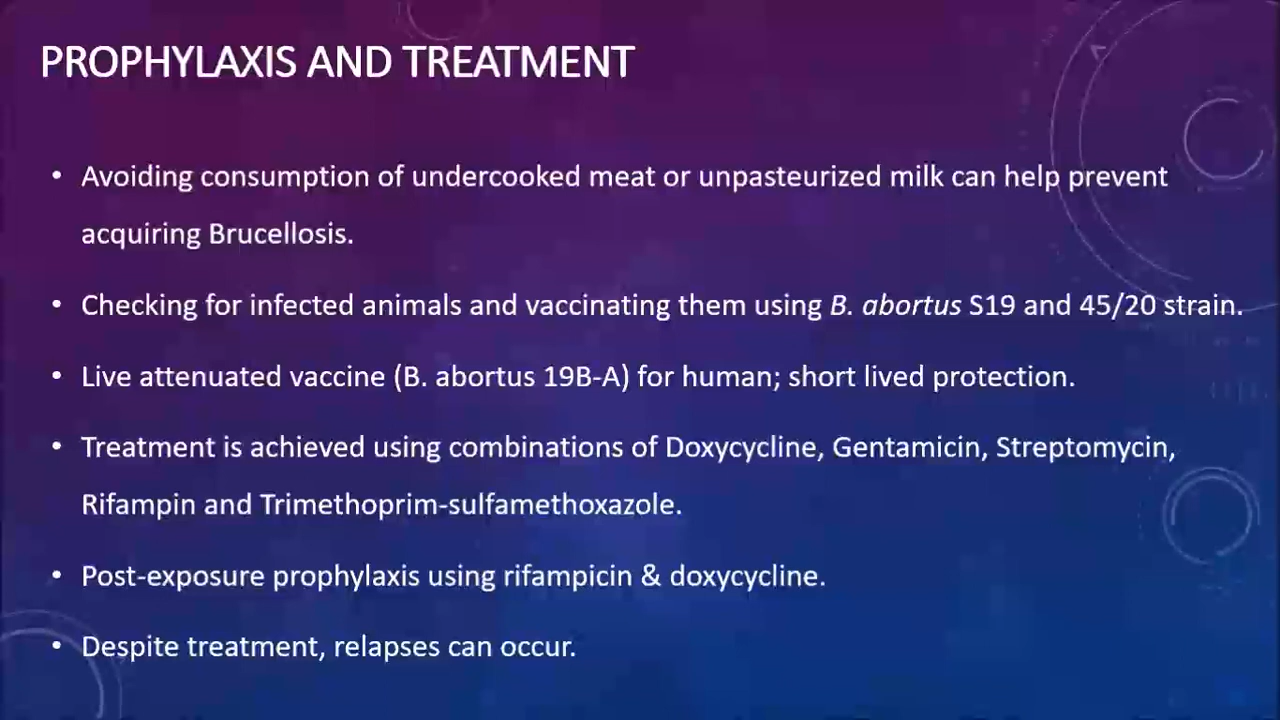 PROPHYLAXIS AND TREATMENT
• Avoiding consumption of undercooked meat or unpasteurized milk can help prevent
acquiring Brucellosis.
• Checking for infected animals and vaccinating them using B. abortus S19 and 45/20 strain.
• Live attenuated vaccine (B. abortus 19B-A) for human; short lived protection.
• Treatment is achieved using combinations of Doxycycline, Gentamicin, Streptomycin,
Rifampin and Trimethoprim-sulfamethoxazole.
• Post-exposure prophylaxis using rifampicin & doxycycline.
• Despite treatment, relapses can occur.